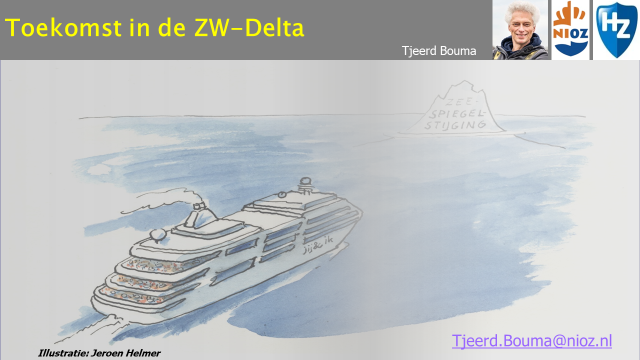 Toekomst in de ZW-Delta
Tjeerd Bouma
NIOZ
HZ
ZEE-
SPIEGEL-
STIJGING
Tjeerd.Bouma@nioz.nl
Illustratie: Jeroen Helmer